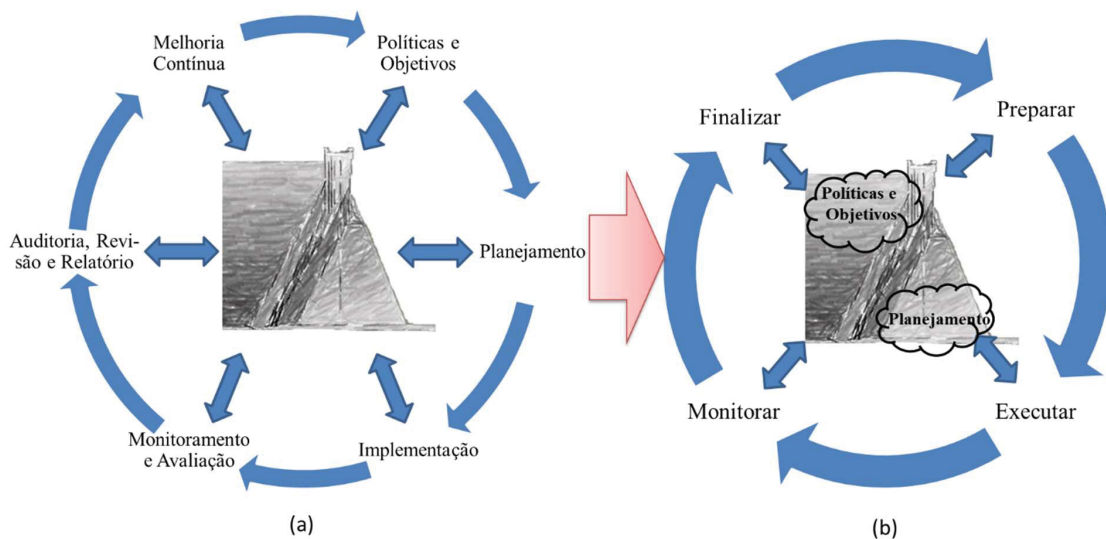 Melhoria
Contínua
Políticas e
Objetivos
Planejamento
Implementação
Monitoramento
e Avaliação
Auditoria, Revi-
são e Relatório
(a)
Finalizar
Preparar
Políticas e
Objetivos
Planejamento
Monitorar
Executar
(b)